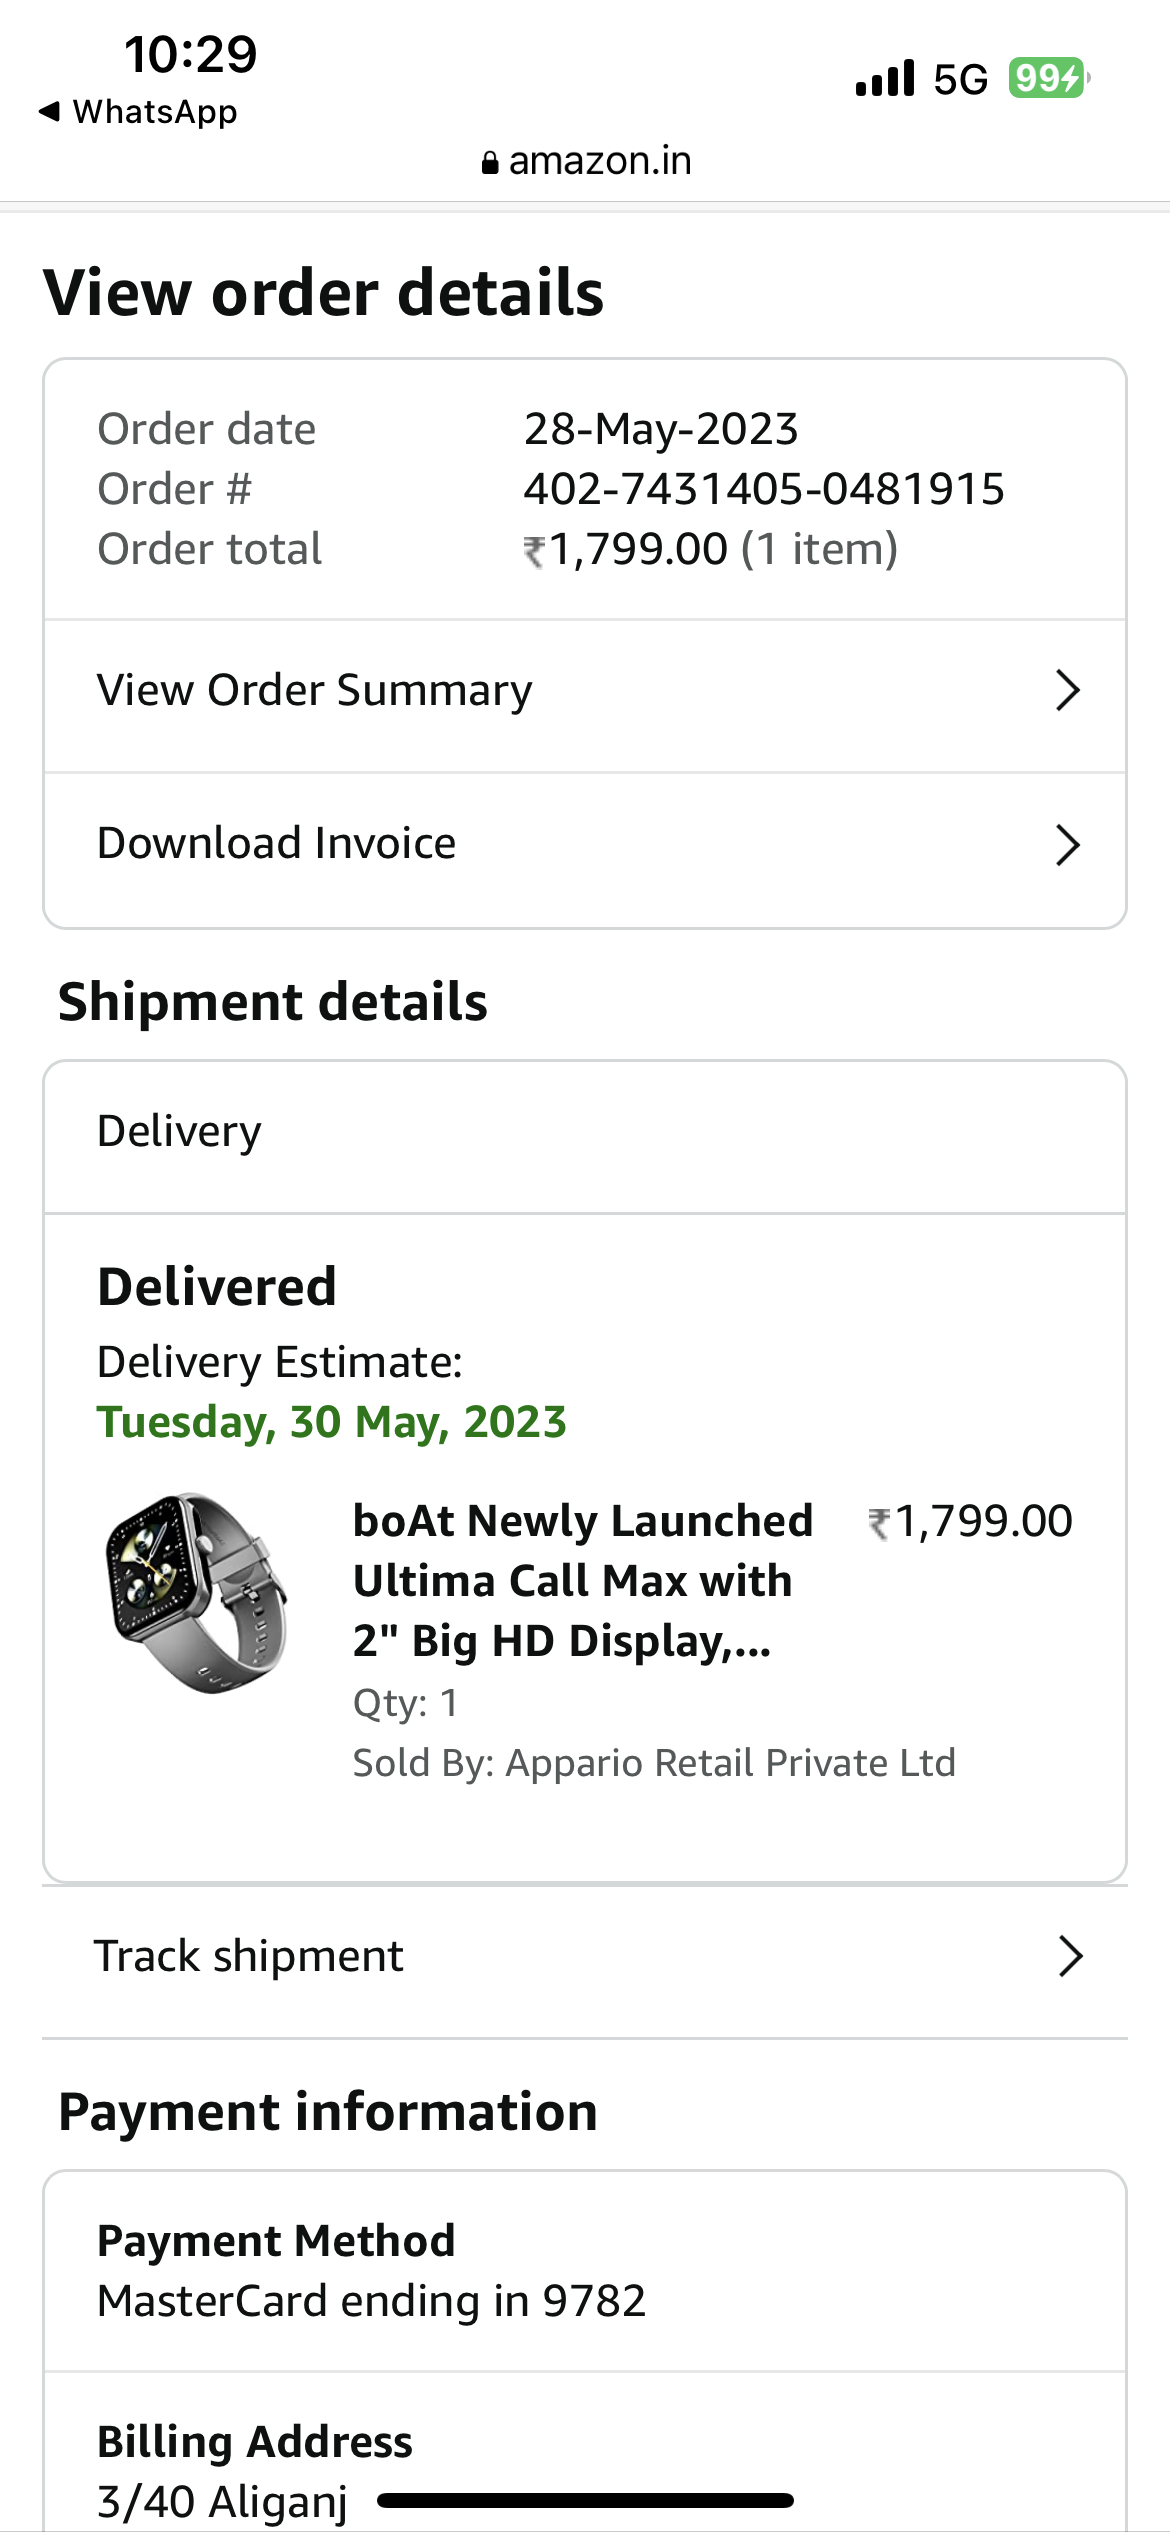 10:29
WhatsApp
5G
99
amazon.in
View order details
Order date 28-May-2023
Order # 402-7431405-0481915
Order total ₹1,799.00 (1 item)
View Order Summary
Download Invoice
Shipment details
Delivery
Delivered
Delivery Estimate:
Tuesday, 30 May, 2023
boAt Newly Launched ₹1,799.00
Ultima Call Max with
2" Big HD Display,...
Qty: 1
Sold By: Appario Retail Private Ltd
Track shipment
Payment information
Payment Method
MasterCard ending in 9782
Billing Address
3/40 Aliganj